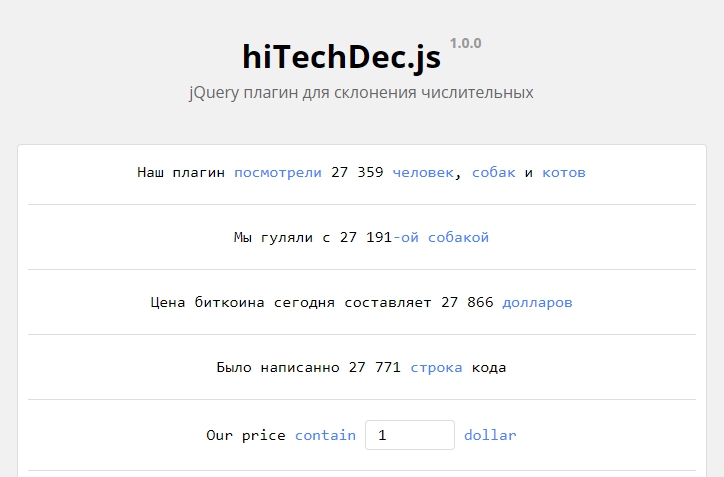 hiTechDec.js 1.0.0
jQuery плагин для склонения числительных
Наш плагин посмотрели 27 359 человек, собак и котов
Мы гуляли с 27 191-ой собакой
Цена биткоина сегодня составляет 27 866 долларов
Было написанно 27 771 строка кода
Our price contain 1 dollar